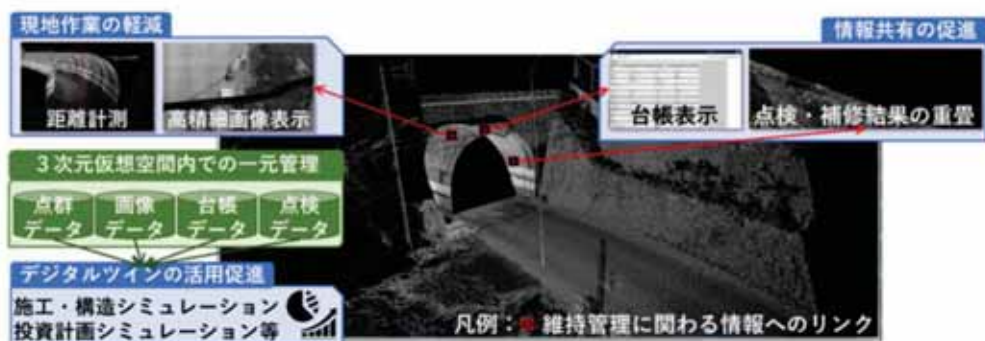 現地作業の軽減
距離計測
高精細画像表示
情報共有の促進
台帳表示
点検・補修結果の重畳
3次元仮想空間内での一元管理
点群
データ
画像
データ
台帳
データ
点検
データ
デジタルツインの活用促進
施工・構造シミュレーション
投資計画シミュレーション等
凡例：維持管理に関わる情報へのリンク